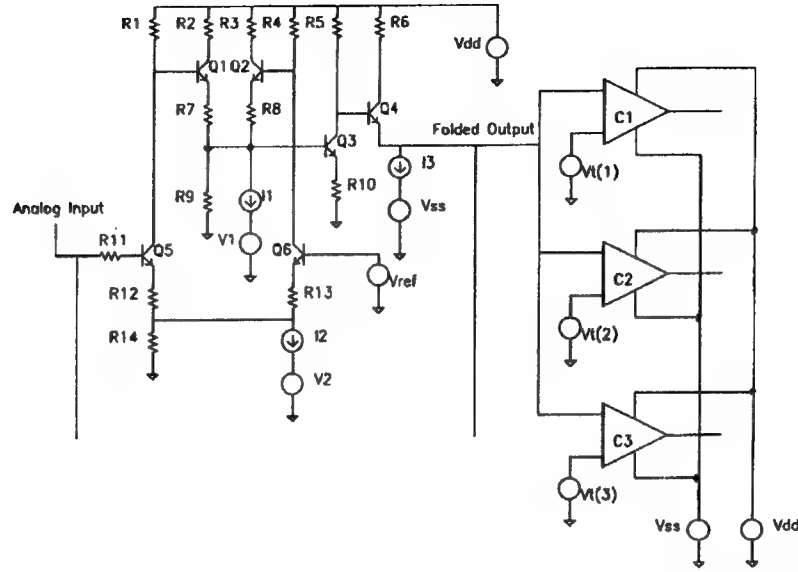 R1 R2 R3 R4 R5 R6
Vdd
Q1 Q2
R7 R8
Q4
C1
Q3
Folded Output
I3
Vt(1)
R9
I1
R10
Vss
Analog Input
V1
R11
Q5
Q6
Vref
C2
R12
R13
Vt(2)
R14
I2
V2
C3
Vt(3)
Vss
Vdd